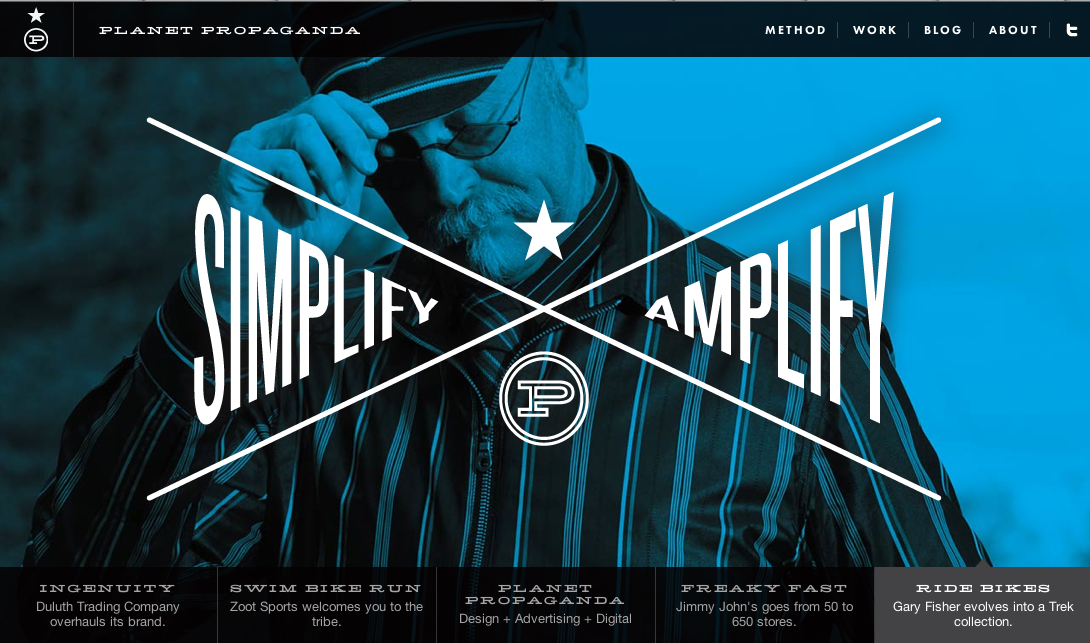 P
PLANET PROPAGANDA
METHOD
WORK
BLOG
ABOUT
t
SIMPLIFY
AMPLIFY
P
INGENUITY
Duluth Trading Company
overhauls its brand.
SWIM BIKE RUN
Zoot Sports welcomes you to the
tribe.
PLANET
PROPAGANDA
Design + Advertising + Digital
FREAKY FAST
Jimmy John's goes from 50 to
650 stores.
RIDE BIKES
Gary Fisher evolves into a Trek
collection.